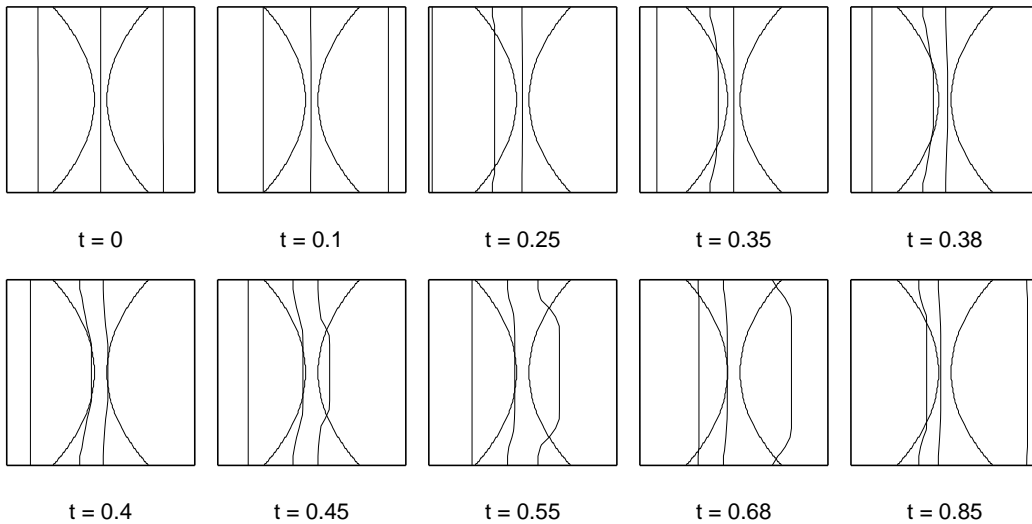 t = 0 t = 0.1 t = 0.25 t = 0.35 t = 0.38
t = 0.4 t = 0.45 t = 0.55 t = 0.68 t = 0.85